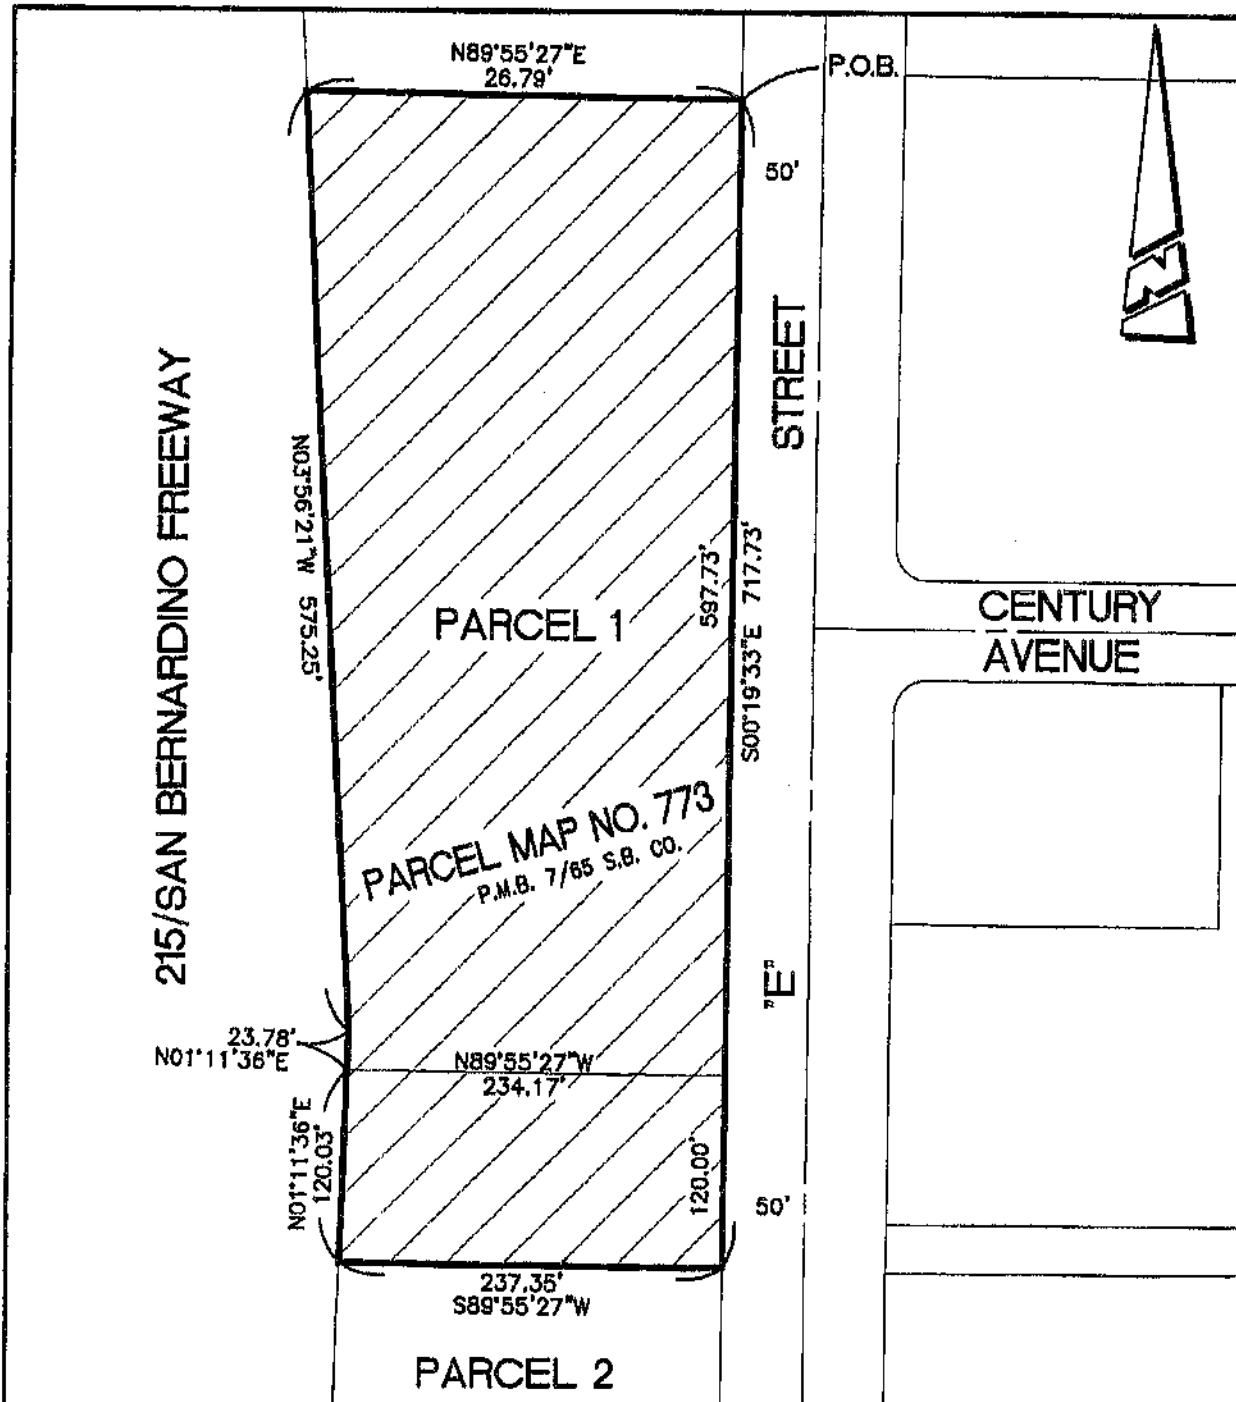 N89°55'27"E
26.79'
P.O.B.
50'
STREET
215/SAN BERNARDINO FREEWAY
N03°56'21"W 575.25'
597.73'
S00°19'33"E 717.73'
PARCEL 1
CENTURY
AVENUE
PARCEL MAP NO. 773
P.M.B. 7/65 S.B. CO.
"E"
23.78'
N01°11'36"E
N89°55'27"W
234.17'
N01°11'36"E
120.03'
120.00'
50'
237.35'
S89°55'27"W
PARCEL 2
N